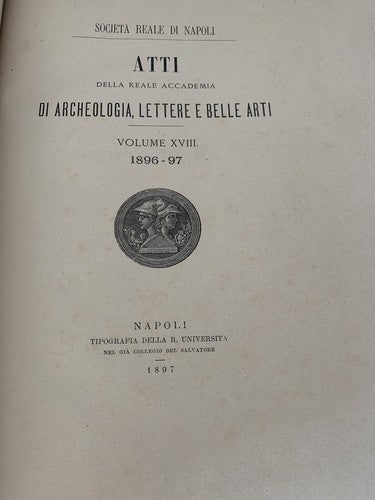 SOCIETÀ REALE DI NAPOLI
ATTI
DELLA REALE ACCADEMIA
DI ARCHEOLOGIA, LETTERE E BELLE ARTI
VOLUME XVIII.
1896-97
NAPOLI
TIPOGRAFIA DELLA R. UNIVERSITÀ
NEL GIÀ COLLEGIO DEL SALVATORE
1897